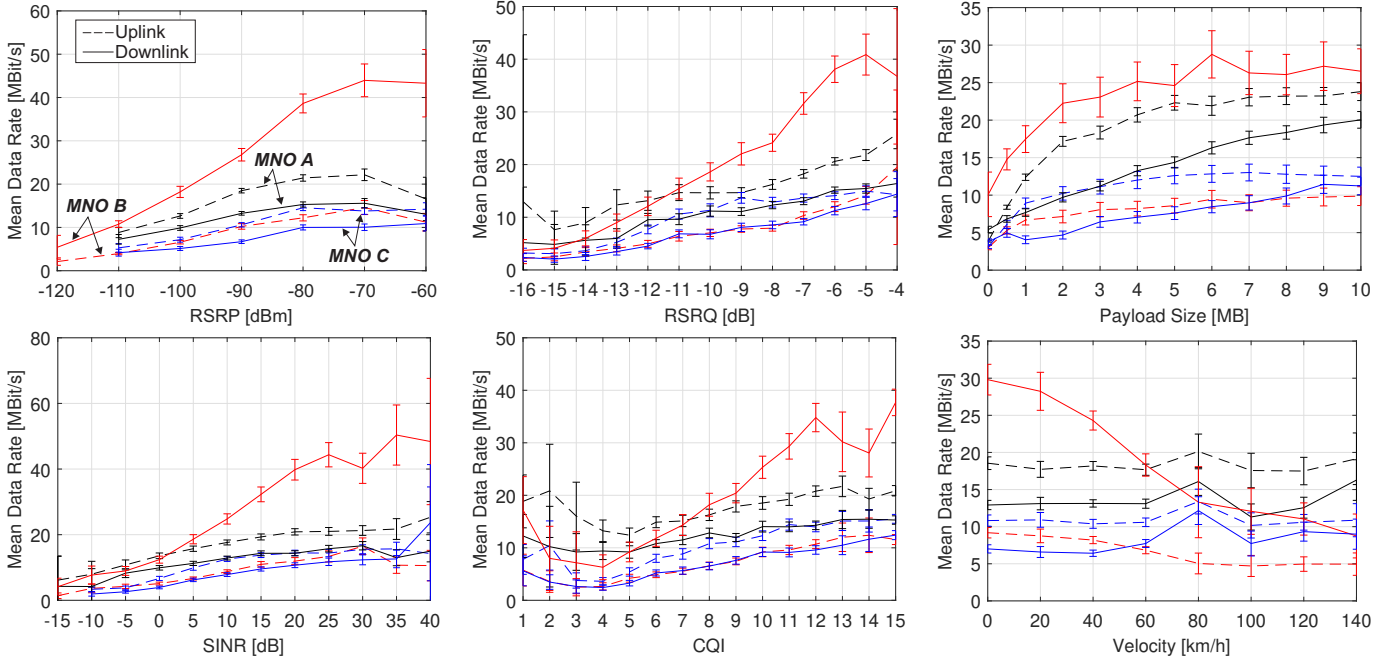 Mean Data Rate [MBit/s]
60
50
40
30
20
10
0
Uplink
Downlink
MNO A
MNO B
MNO C
-120 -110 -100 -90 -80 -70 -60
RSRP [dBm]
Mean Data Rate [MBit/s]
50
40
30
20
10
0
-16 -15 -14 -13 -12 -11 -10 -9 -8 -7 -6 -5 -4
RSRQ [dB]
Mean Data Rate [MBit/s]
35
30
25
20
15
10
5
0
0 1 2 3 4 5 6 7 8 9 10
Payload Size [MB]
Mean Data Rate [MBit/s]
80
60
40
20
0
-15 -10 -5 0 5 10 15 20 25 30 35 40
SINR [dB]
Mean Data Rate [MBit/s]
50
40
30
20
10
0
1 2 3 4 5 6 7 8 9 10 11 12 13 14 15
CQI
Mean Data Rate [MBit/s]
35
30
25
20
15
10
5
0
0 20 40 60 80 100 120 140
Velocity [km/h]